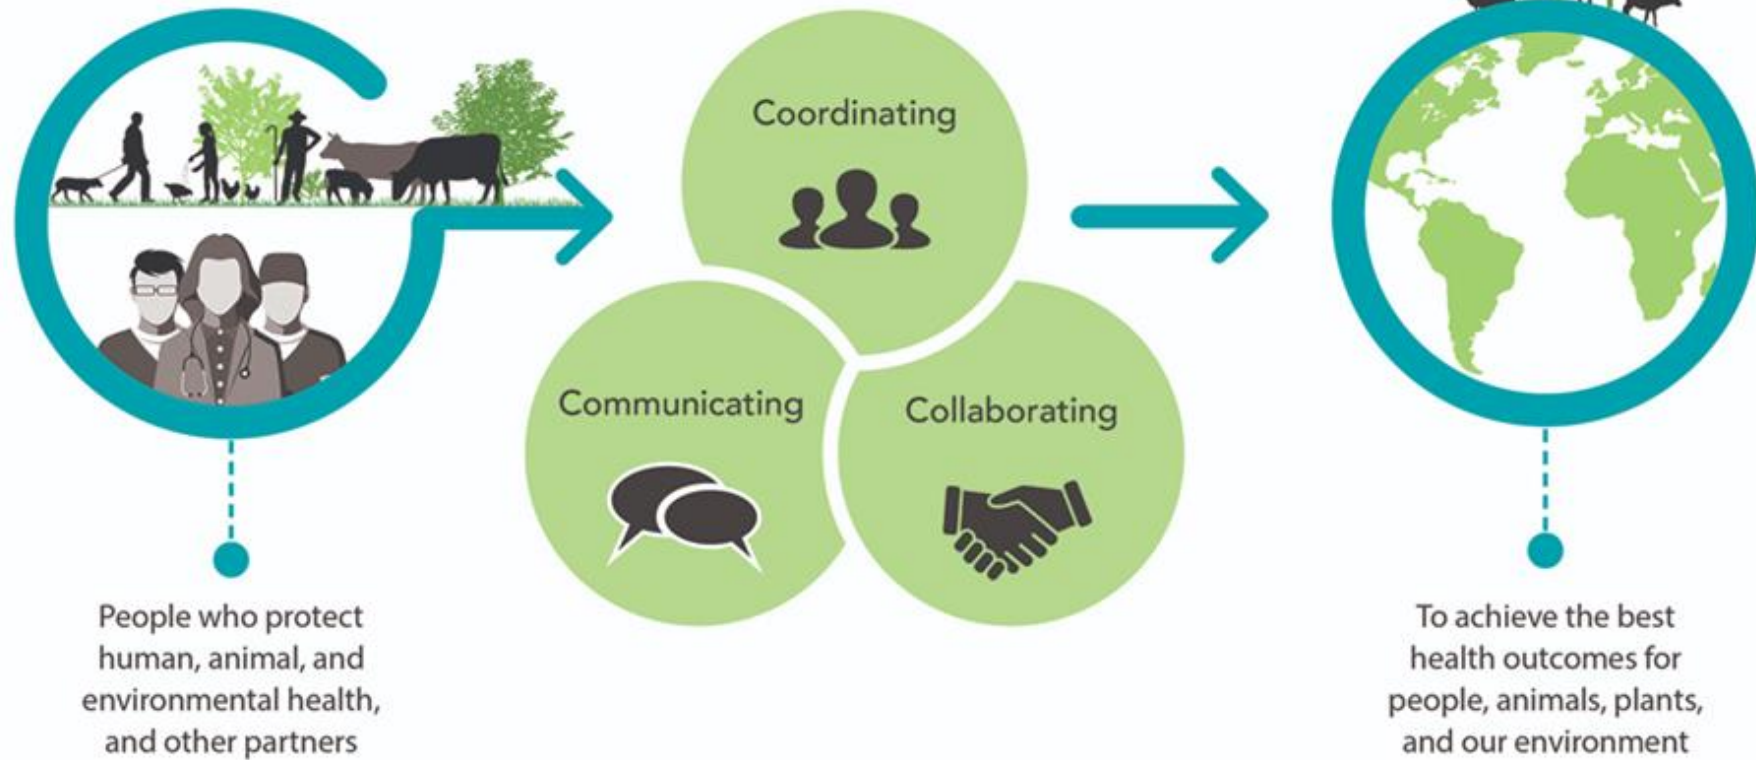 Coordinating
Communicating
Collaborating
People who protect
human, animal, and
environmental health,
and other partners
To achieve the best
health outcomes for
people, animals, plants,
and our environment